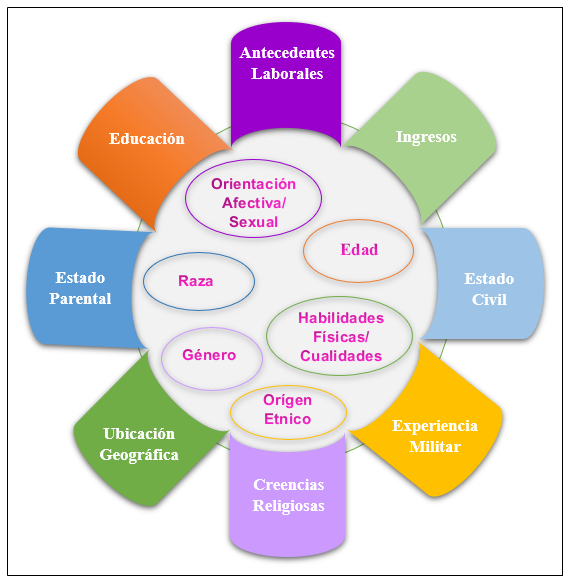 Antecedentes
Laborales
Educación
Ingresos
Orientación
Afectiva/
Sexual
Edad
Estado
Parental
Raza
Estado
Civil
Habilidades
Físicas/
Cualidades
Género
Orígen
Etnico
Ubicación
Geográfica
Experiencia
Militar
Creencias
Religiosas